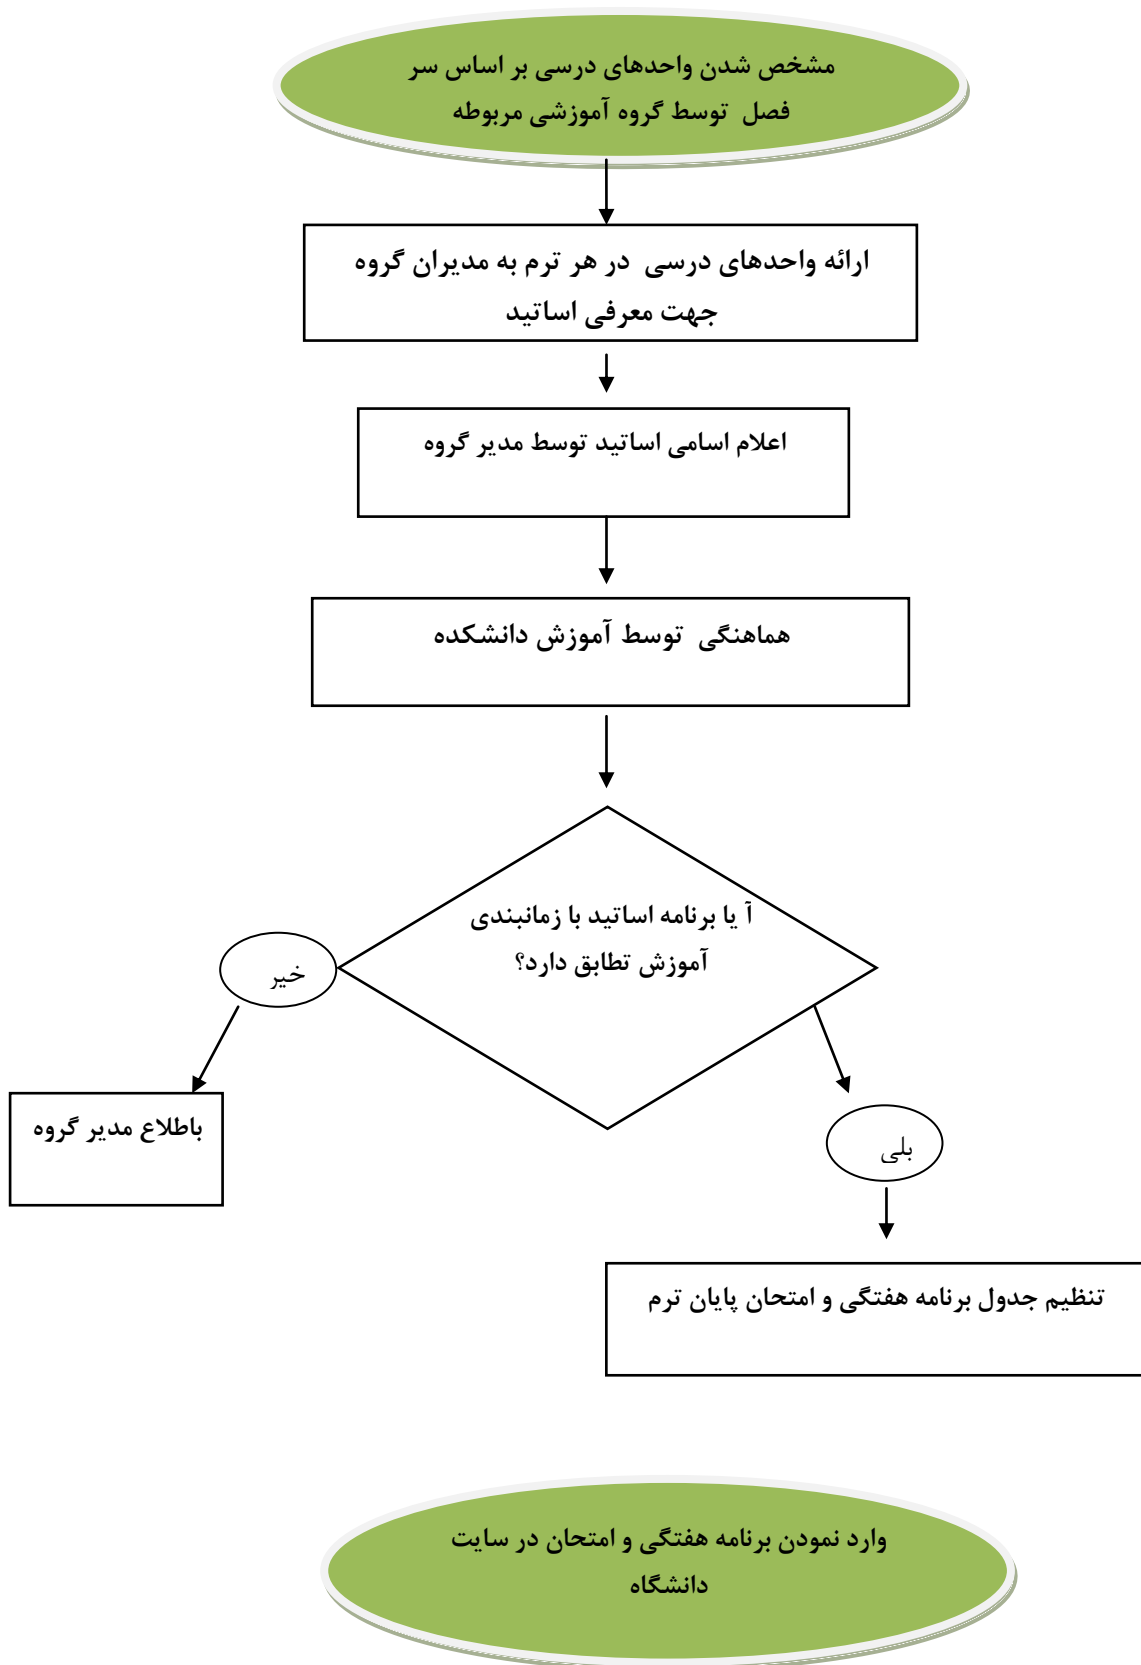 مشخص شدن واحدهای درسی بر اساس سر
فصل توسط گروه آموزشی مربوطه
ارائه واحدهای درسی در هر ترم به مدیران گروه
جهت معرفی اساتید
اعلام اسامی اساتید توسط مدیر گروه
هماهنگی توسط آموزش دانشکده
آ یا برنامه اساتید با زمانبندی
آموزش تطابق دارد؟
خیر
باطلاع مدیر گروه
بلی
تنظیم جدول برنامه هفتگی و امتحان پایان ترم
وارد نمودن برنامه هفتگی و امتحان در سایت
دانشگاه